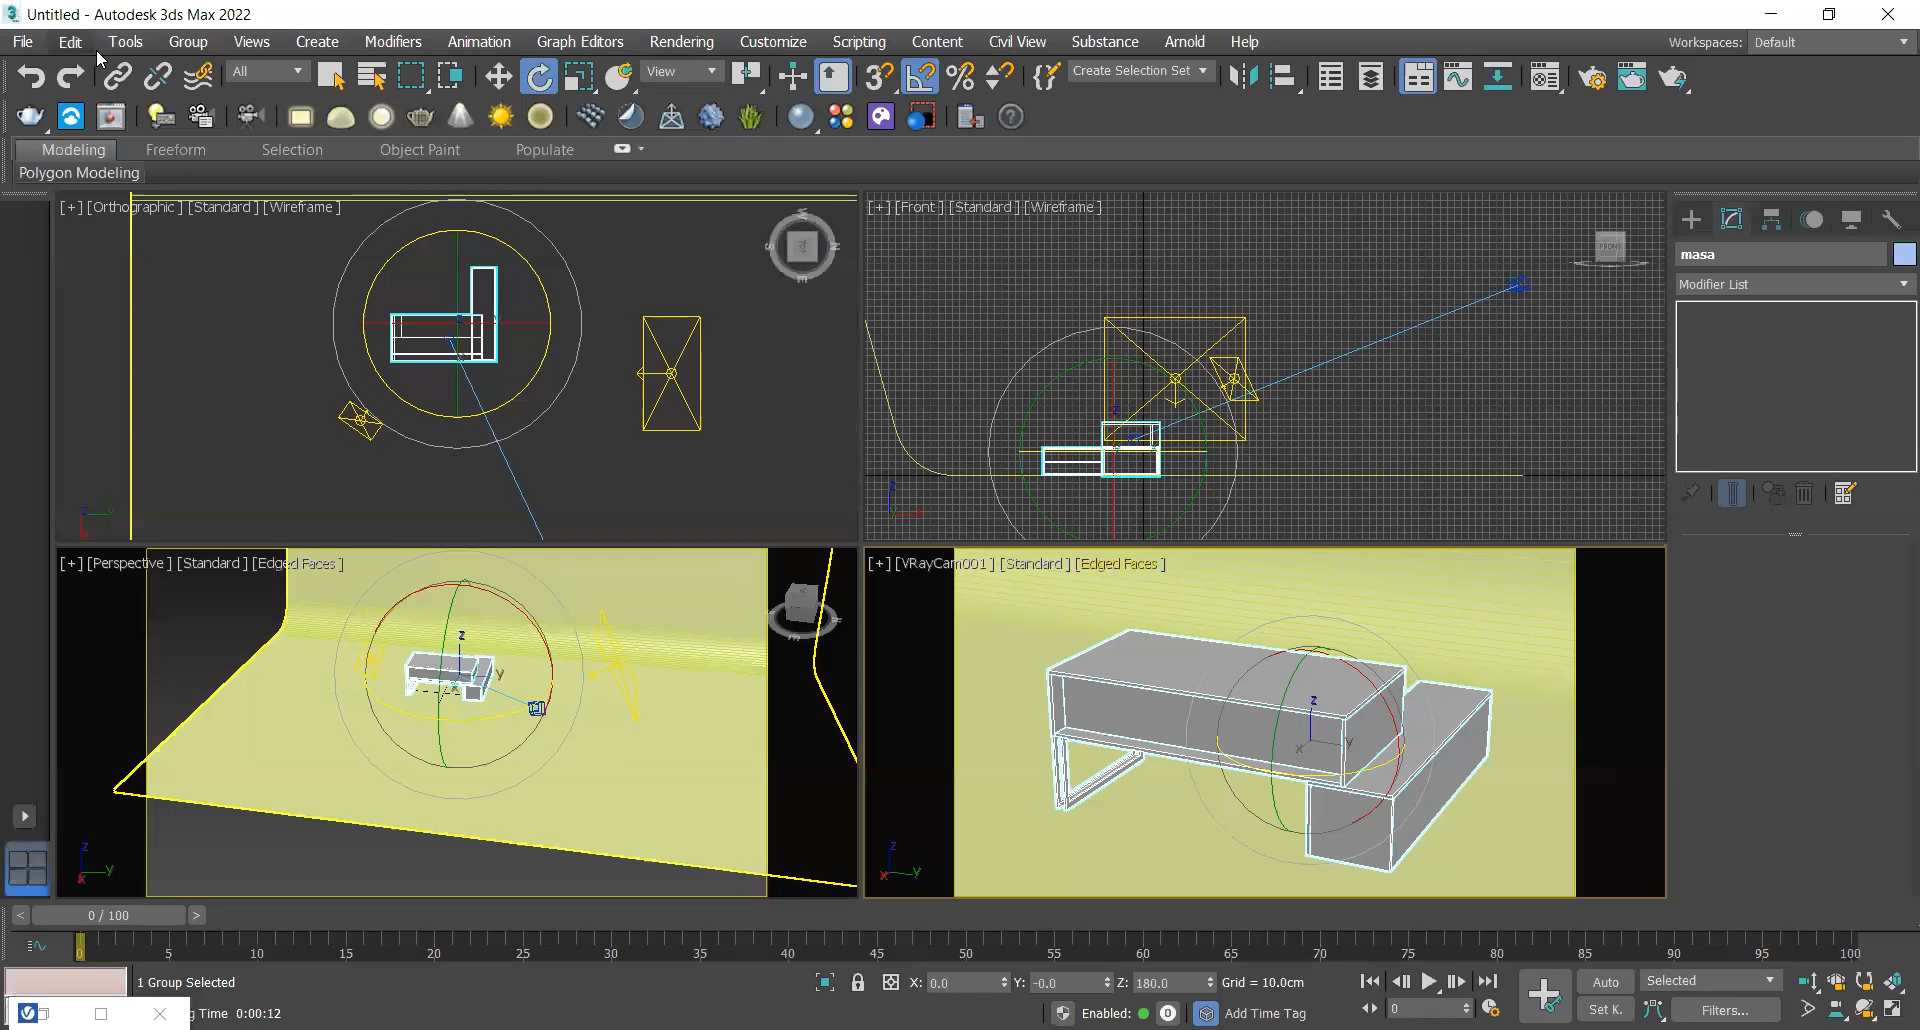 Untitled - Autodesk 3ds Max 2022
File Edit Tools Group Views Create Modifiers Animation Graph Editors Rendering Customize Scripting Content Civil View Substance Arnold Help Workspaces: Default
All View Create Selection Set
Modeling Freeform Selection Object Paint Populate
Polygon Modeling
[+] [Orthographic ] [Standard ] [Wireframe ]
[+] [Front ] [Standard ] [Wireframe ]
TOP
FRONT
masa
Modifier List
[+] [Perspective ] [Standard ] [Edged Faces ]
[+] [VRayCam001 ] [Standard ] [Edged Faces ]
< 0 / 100 >
0 5 10 15 20 25 30 35 40 45 50 55 60 65 70 75 80 85 90 95 100
1 Group Selected X: 0.0 Y: -0.0 Z: 180.0 Grid = 10.0cm Auto Selected
g Time 0:00:12 Enabled: 0 Add Time Tag 0 Set K. Filters...